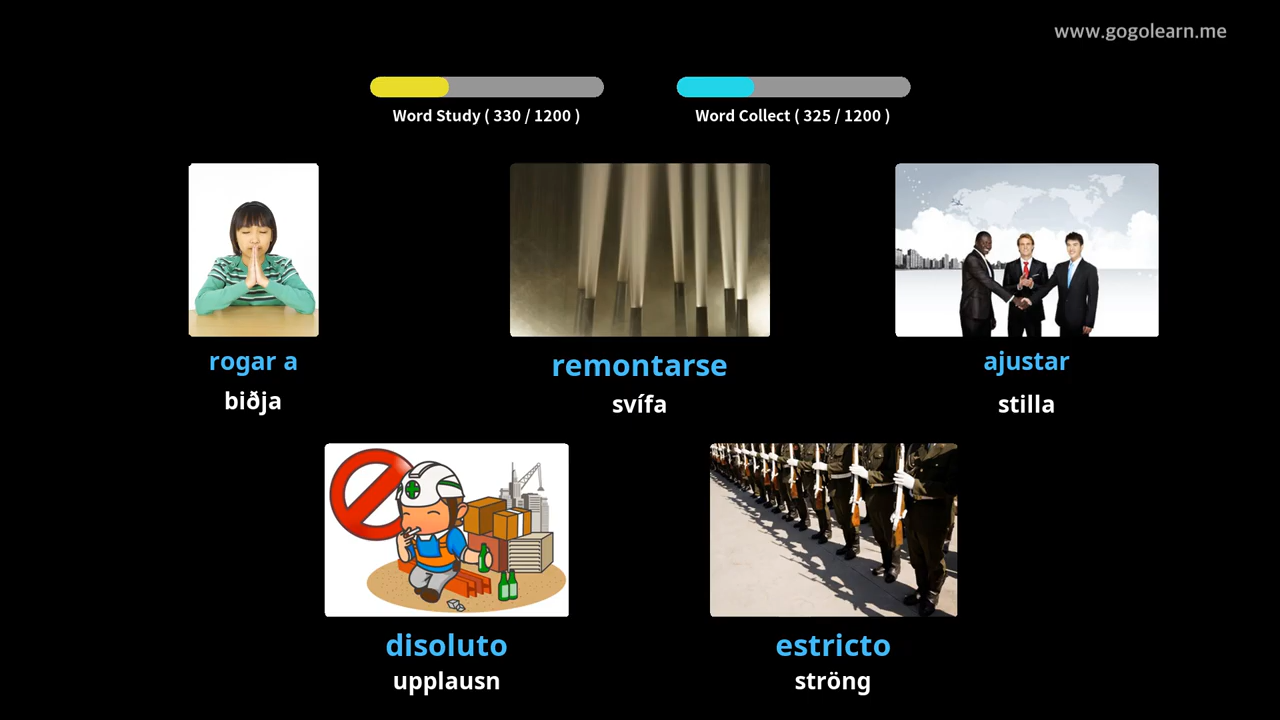 www.gogolearn.me
Word Study ( 330 / 1200 )
Word Collect ( 325 / 1200 )
rogar a
biðja
remontarse
svífa
ajustar
stilla
disoluto
upplausn
estricto
ströng